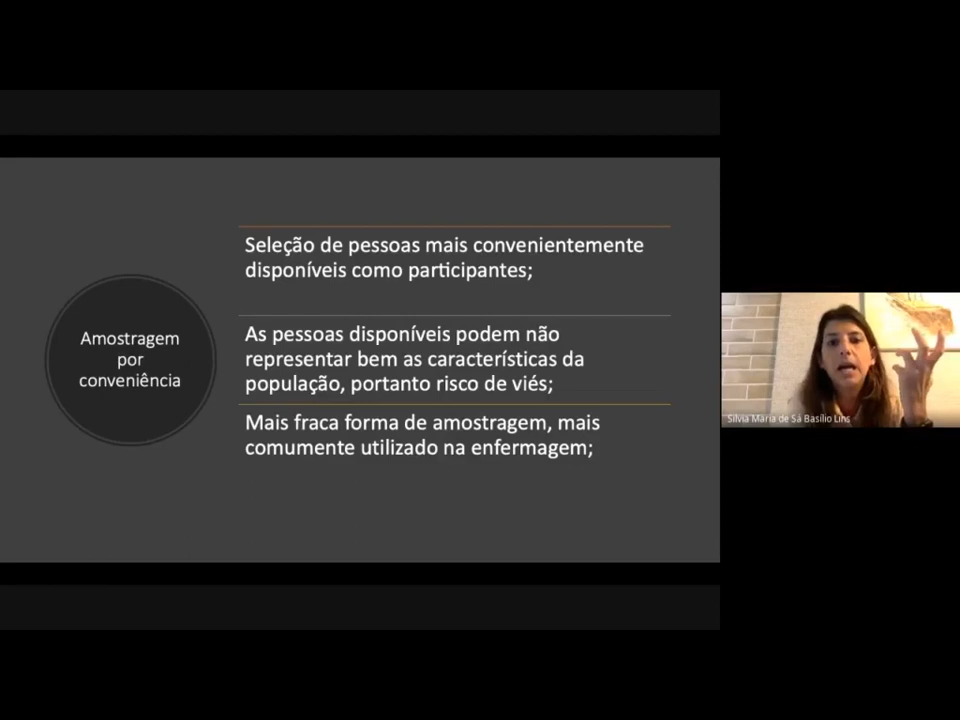 Amostragem
por
conveniência
Seleção de pessoas mais convenientemente
disponíveis como participantes;
As pessoas disponíveis podem não
representar bem as características da
população, portanto risco de viés;
Mais fraca forma de amostragem, mais
comumente utilizado na enfermagem;
Silvia Maria de Sá Basilio Lins